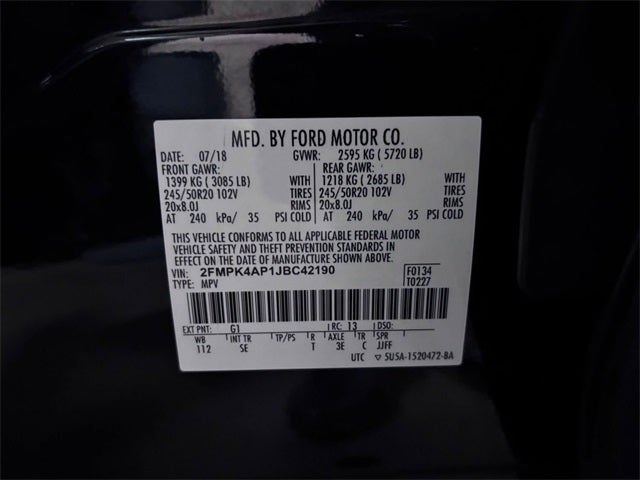 MFD. BY FORD MOTOR CO.
DATE: 07/18 GVWR: 2595 KG ( 5720 LB)
FRONT GAWR: REAR GAWR:
1399 KG ( 3085 LB) WITH 1218 KG ( 2685 LB) WITH
245/50R20 102V TIRES 245/50R20 102V TIRES
20x8.0J RIMS 20x8.0J RIMS
AT 240 kPa/ 35 PSI COLD AT 240 kPa/ 35 PSI COLD
THIS VEHICLE CONFORMS TO ALL APPLICABLE FEDERAL MOTOR
VEHICLE SAFETY AND THEFT PREVENTION STANDARDS IN
EFFECT ON THE DATE OF MANUFACTURE SHOWN ABOVE.
VIN: 2FMPK4AP1JBC42190 F0134
TYPE: MPV T0227
EXT PNT: G1 RC: 13 DSO:
WB INT TR TP/PS R AXLE TR SPR
112 SE T 3E C JJFF
UTC ▽ 5U5A-1520472-BA